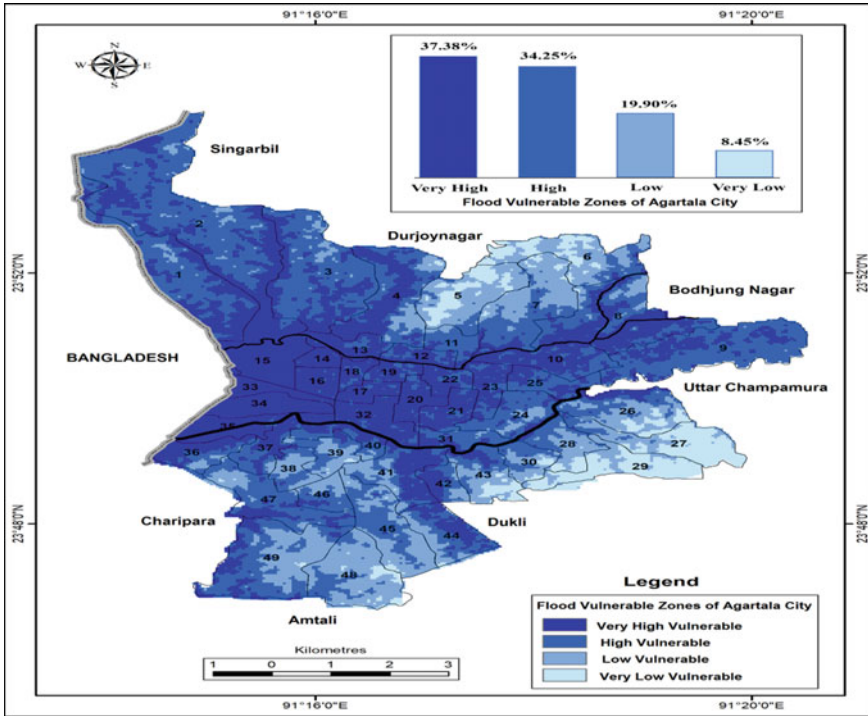 91°16'0"E 91°20'0"E
N
W E
S
37.38%
34.25%
19.90%
8.45%
Very High High Low Very Low
Flood Vulnerable Zones of Agartala City
Singarbil
Durjoynagar
2
6
23°52'0"N 23°52'0"N
3
1
4
5
7
Bodhjung Nagar
8
BANGLADESH
11
13
12
9
15
14
10
18 19
16
22
23
25
Uttar Champamura
33
17
20
34
32
21
24
26
35
31
36
37
40
28
27
39
38
41
30
43
29
42
46
47
Charipara
Dukli
23°48'0"N 23°48'0"N
45
44
49
48
Amtali
Legend
Flood Vulnerable Zones of Agartala City
Very High Vulnerable
High Vulnerable
Low Vulnerable
Very Low Vulnerable
Kilometres
1 0 1 2 3
91°16'0"E 91°20'0"E